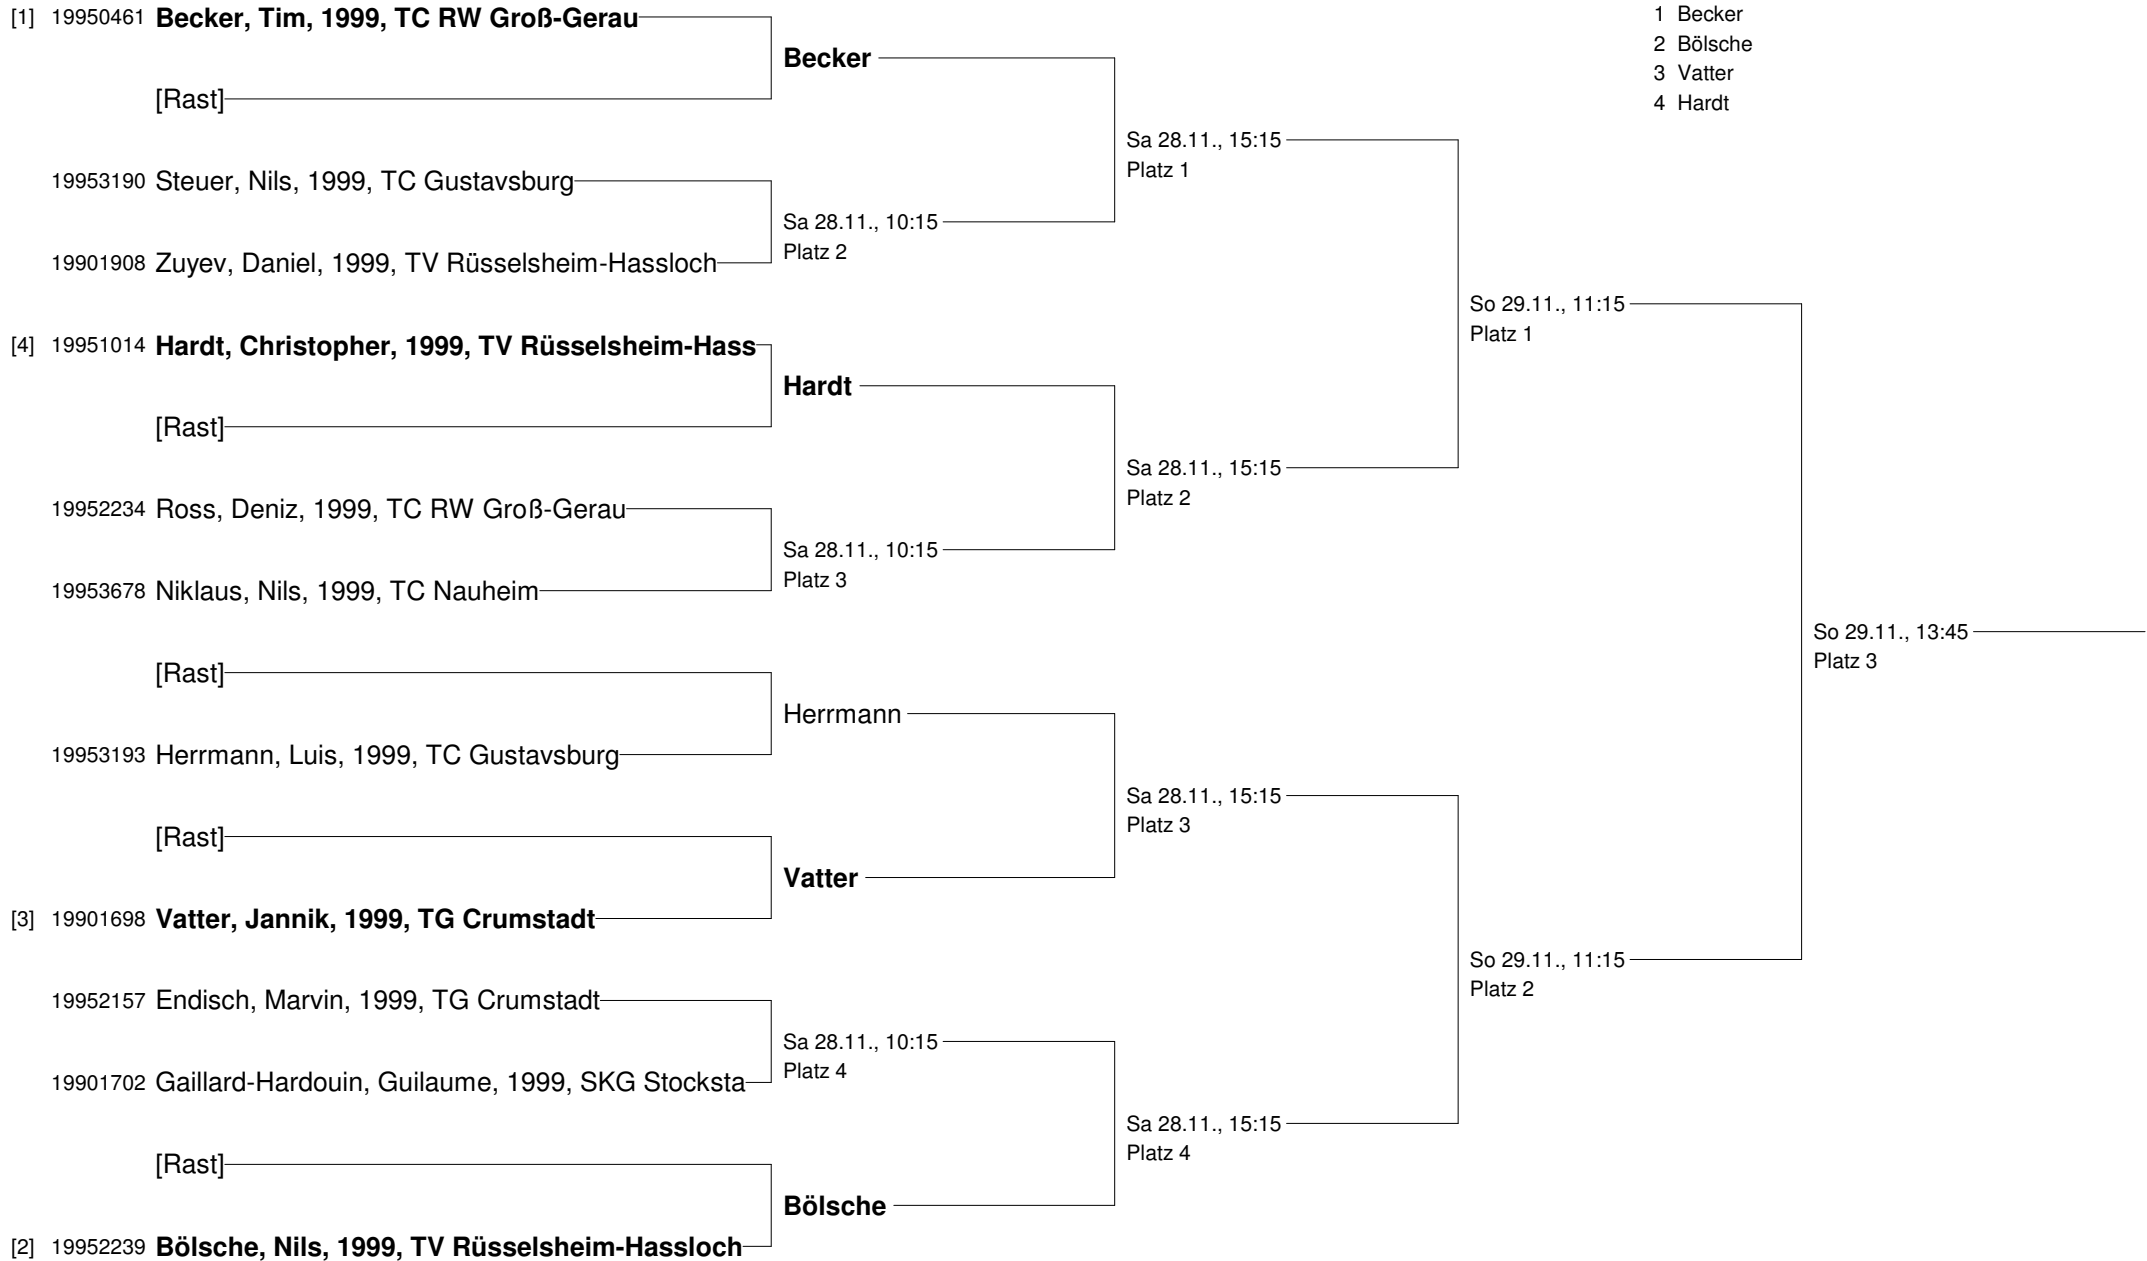 [1] 19950461 Becker, Tim, 1999, TC RW Groß-Gerau
[Rast]
19953190 Steuer, Nils, 1999, TC Gustavsburg
19901908 Zuyev, Daniel, 1999, TV Rüsselsheim-Hassloch
[4] 19951014 Hardt, Christopher, 1999, TV Rüsselsheim-Hass
[Rast]
19952234 Ross, Deniz, 1999, TC RW Groß-Gerau
19953678 Niklaus, Nils, 1999, TC Nauheim
[Rast]
19953193 Herrmann, Luis, 1999, TC Gustavsburg
[Rast]
[3] 19901698 Vatter, Jannik, 1999, TG Crumstadt
19952157 Endisch, Marvin, 1999, TG Crumstadt
19901702 Gaillard-Hardouin, Guilaume, 1999, SKG Stocksta
[Rast]
[2] 19952239 Bölsche, Nils, 1999, TV Rüsselsheim-Hassloch
Becker
Sa 28.11., 10:15
Platz 2
Hardt
Sa 28.11., 10:15
Platz 3
Herrmann
Vatter
Sa 28.11., 10:15
Platz 4
Bölsche
Sa 28.11., 15:15
Platz 1
Sa 28.11., 15:15
Platz 2
Sa 28.11., 15:15
Platz 3
Sa 28.11., 15:15
Platz 4
So 29.11., 11:15
Platz 1
So 29.11., 11:15
Platz 2
So 29.11., 13:45
Platz 3
1 Becker
2 Bölsche
3 Vatter
4 Hardt